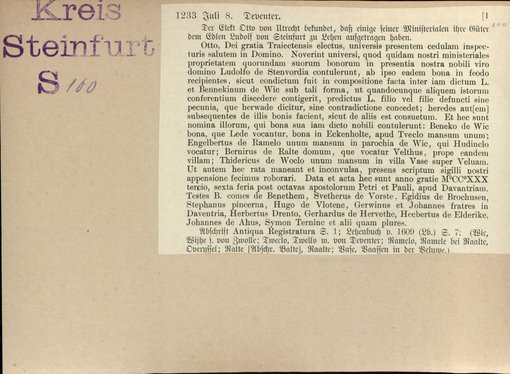 Kreis
Steinfurt
S 100
1233 Juli 8. Deventer. [1
Der Elekt Otto von Utrecht bekundet, daß einige seiner Ministerialen ihre Güter
dem Edlen Ludolf von Steinfurt zu Lehen aufgetragen haben.
Otto, Dei gratia Traiectensis electus, universis presentem cedulam inspec-
turis salutem in Domino. Noverint universi, quod quidam nostri ministeriales
proprietatem quorundam suorum bonorum in presentia nostra nobili viro
domino Ludolfo de Stenvordia contulerunt, ab ipso eadem bona in feodo
recipientes, sicut condictum fuit in compositione facta inter iam dictum L.
et Bennekinum de Wic sub tali forma, ut quandocunque aliquem istorum
conferentium discedere contigerit, predictus L. filio vel filie defuncti sine
pecunia, que herwade dicitur, sine contradictione concedet; heredes aut[em]
subsequentes de illis bonis facient, sicut de aliis est consuetum. Et hec sunt
nomina illorum, qui bona sua iam dicto nobili contulerunt: Beneko de Wic
bona, que Lede vocantur, bona in Eckenholte, apud Tveclo mansum unum;
Engelbertus de Ramelo unum mansum in parochia de Wic, qui Hudinclo
vocatur; Bernirus de Ralte domum, que vocatur Velthus, prope eandem
villam; Thidericus de Woclo unum mansum in villa Vase super Veluam.
Ut autem hec rata maneant et inconvulsa, presens scriptum sigilli nostri
appensione fecimus roborari. Data et acta hec sunt anno gratie MºCCºXXX
tercio, sexta feria post octavas apostolorum Petri et Pauli, apud Davantriam.
Testes B. comes de Benethem, Svetherus de Vorste, Egidius de Brochusen,
Stephanus pincerna, Hugo de Vlotene, Gerwinus et Johannes fratres in
Daventria, Herbertus Drento, Gerhardus de Hervethe, Hecbertus de Elderike,
Johannes de Ahus, Symon Ternine et alii quam plures.
Abschrift Antiqua Registratura S. 1; Lehenbuch v. 1609 (Lb.) S. 7: (Wic,
Wijhe s. von Zwolle; Tweclo, Twello w. von Deventer; Ramelo, Ramele bei Raalte,
Overyssel; Ralte [Abschr. Balte], Raalte; Vase, Vaassen in der Veluwe.)